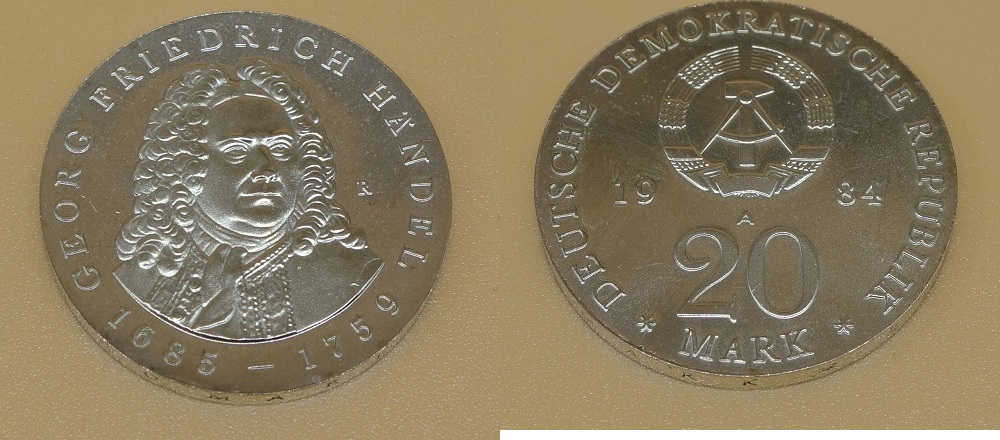 GEORG FRIEDRICH HÄNDEL
R
1685 – 1759
DEUTSCHE DEMOKRATISCHE REPUBLIK
19 84
A
20
* MARK *